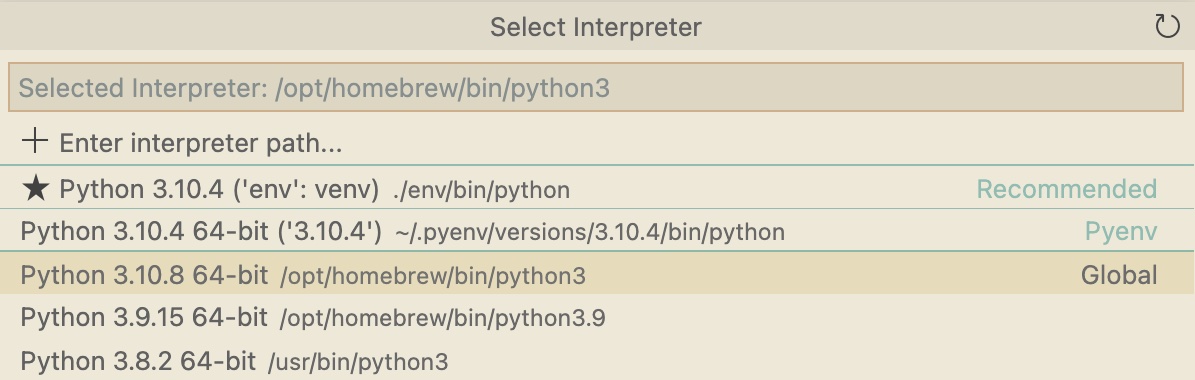 Select Interpreter
Selected Interpreter: /opt/homebrew/bin/python3
Enter interpreter path...
Python 3.10.4 ('env': venv) ./env/bin/python Recommended
Python 3.10.4 64-bit ('3.10.4') ~/.pyenv/versions/3.10.4/bin/python Pyenv
Python 3.10.8 64-bit /opt/homebrew/bin/python3 Global
Python 3.9.15 64-bit /opt/homebrew/bin/python3.9
Python 3.8.2 64-bit /usr/bin/python3